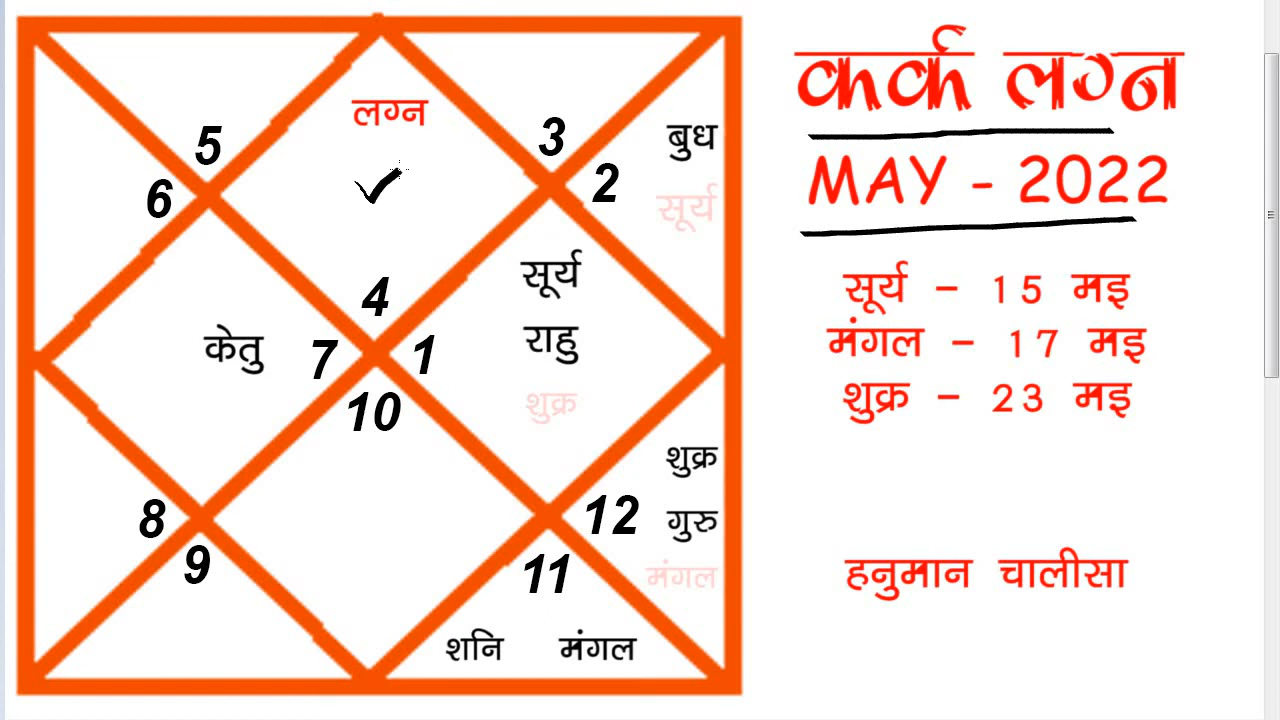 लग्न
5
3
बुध
6
2
सूर्य
4
सूर्य
केतु
7
1
राहु
10
शुक्र
8
12
शुक्र
गुरु
9
11
मंगल
शनि मंगल
कर्क लग्न
MAY - 2022
सूर्य - 15 मइ
मंगल - 17 मइ
शुक्र - 23 मइ
हनुमान चालीसा